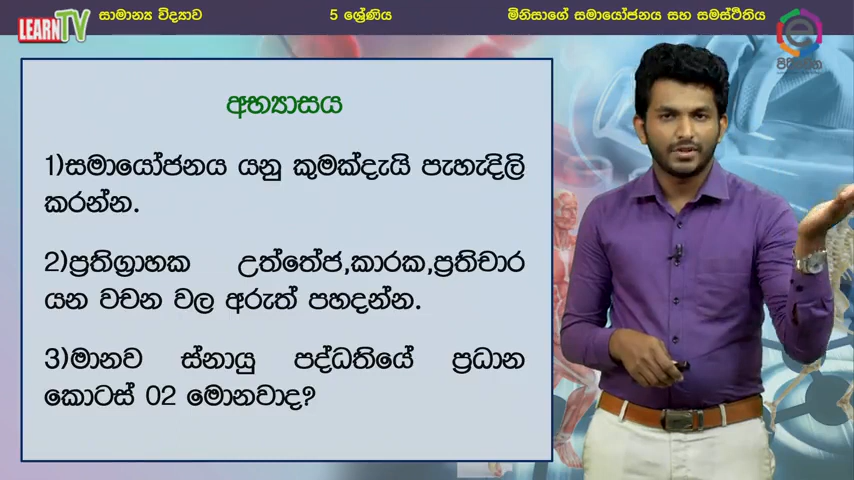 LEARN TV
සාමාන්‍ය විද්‍යාව
5 ශ්‍රේණිය
මිනිසාගේ සමායෝජනය සහ සමස්ථිතිය
අභ්‍යාසය
1)සමායෝජනය යනු කුමක්දැයි පැහැදිලි
කරන්න.
2)ප්‍රතිග්‍රාහක උත්තේජ,කාරක,ප්‍රතිචාර
යන වචන වල අරුත් පහදන්න.
3)මානව ස්නායු පද්ධතියේ ප්‍රධාන
කොටස් 02 මොනවාද?